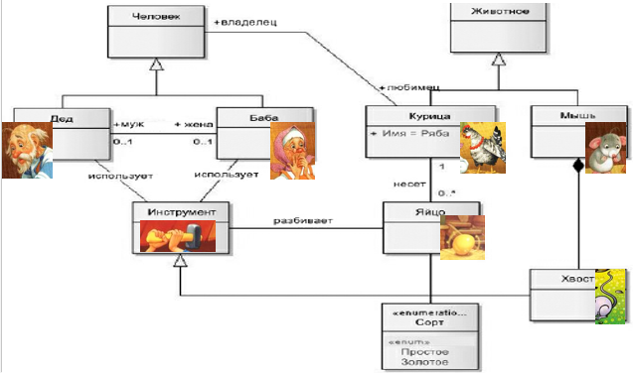 Человек
Животное
+владелец
+любимец
Дед
+муж
+ жена
0..1
0..1
Баба
Курица
+ Имя = Ряба
Мышь
использует
использует
1
несет
0..*
Инструмент
разбивает
Яйцо
Хвост
«enumeratio...
Сорт
«enum»
Простое
Золотое